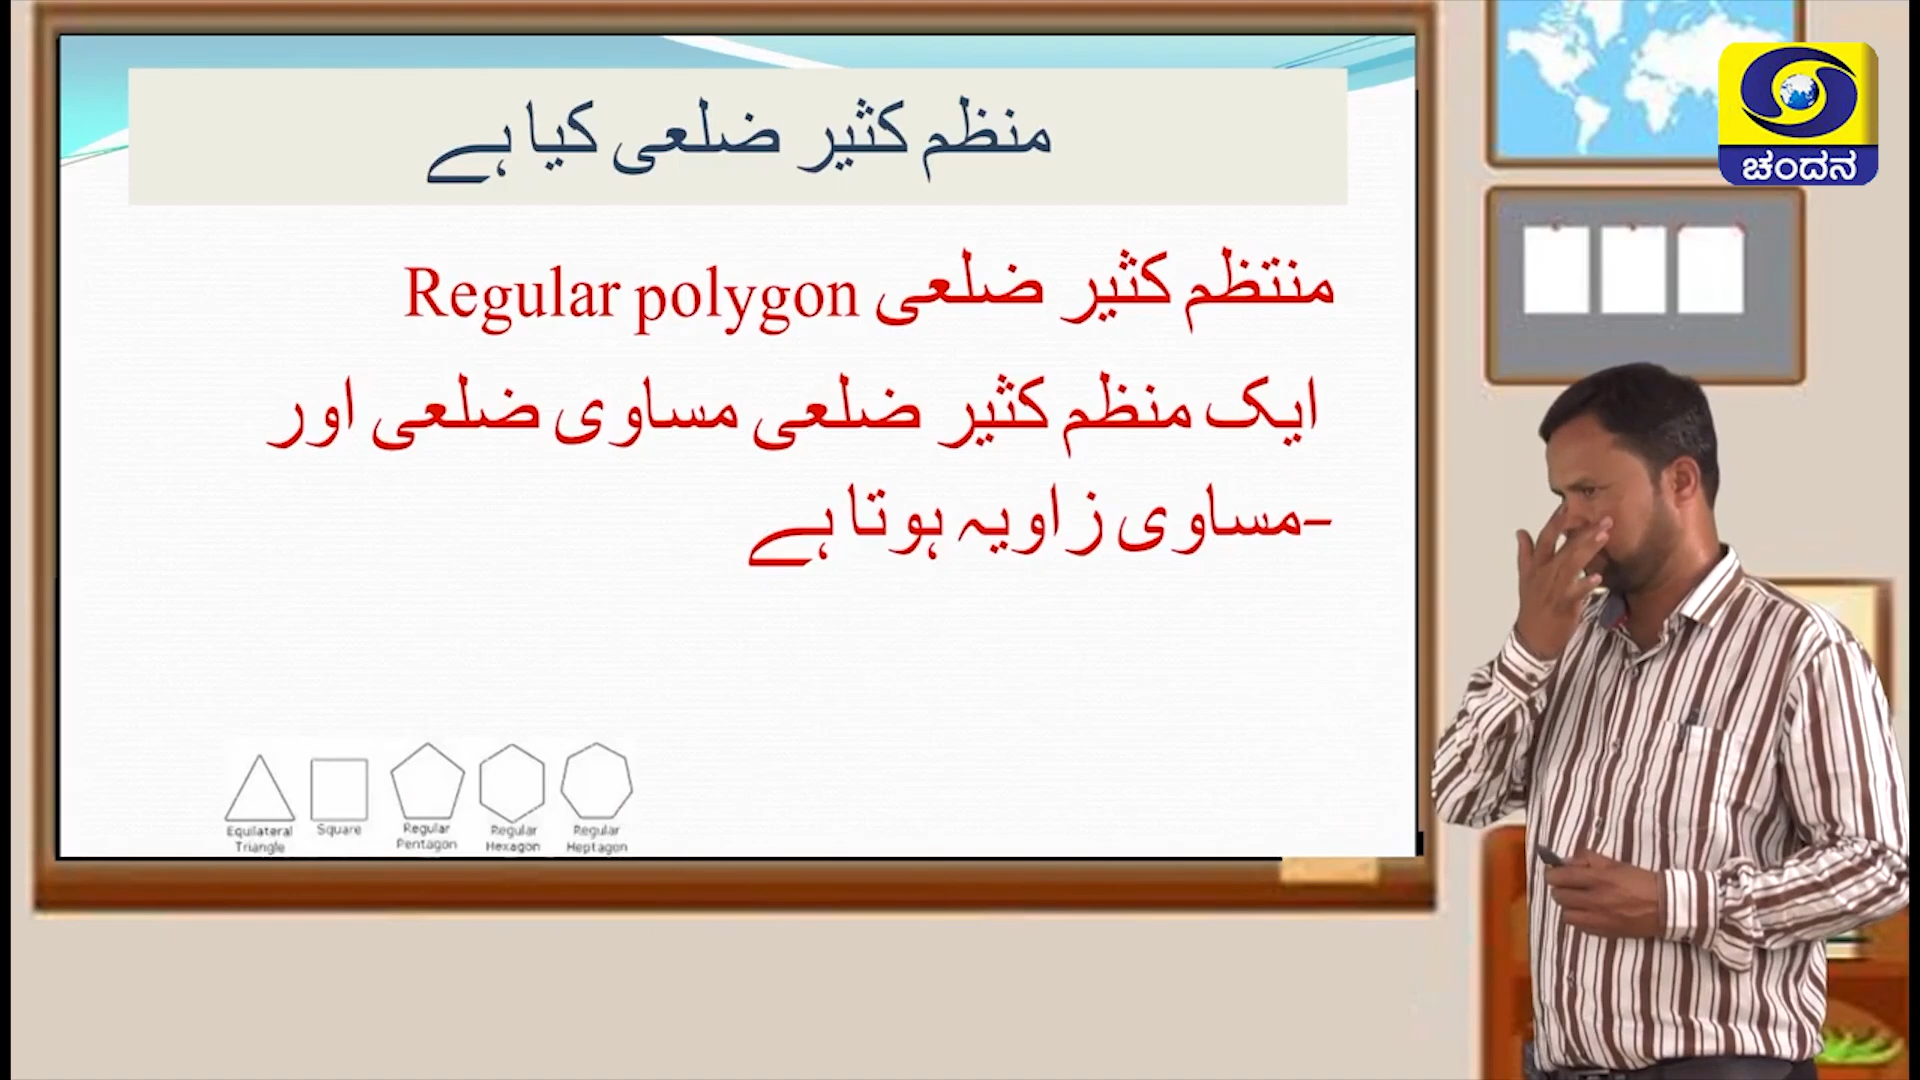 منظم کثیر ضلعی کیا ہے
منتظم کثیر ضلعی Regular polygon
ایک منظم کثیر ضلعی مساوی ضلعی اور
-مساوی زاویہ ہوتا ہے
Equilateral Triangle
Square
Regular Pentagon
Regular Hexagon
Regular Heptagon
ಚಂದನ